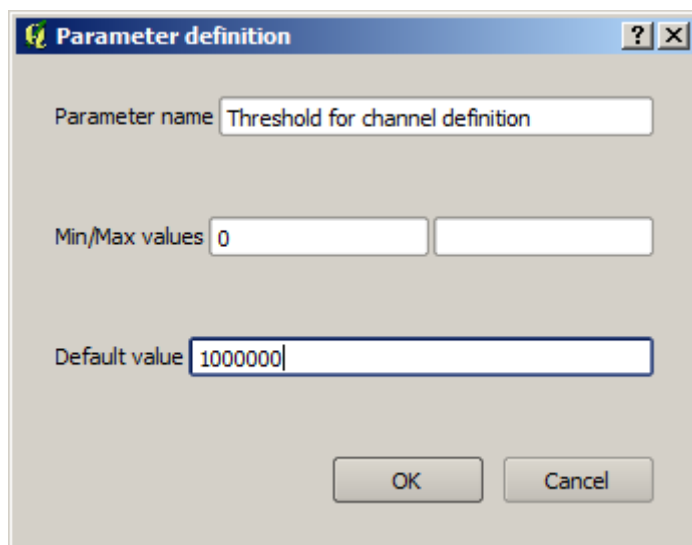 Parameter definition
Parameter name Threshold for channel definition
Min/Max values 0
Default value 1000000
OK Cancel